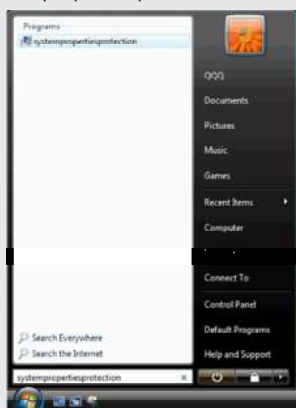 Programs
systempropertiesprotection
Search Everywhere
Search the Internet
systempropertiesprotection
QQQ
Documents
Pictures
Music
Games
Recent Items
Computer
Connect To
Control Panel
Default Programs
Help and Support